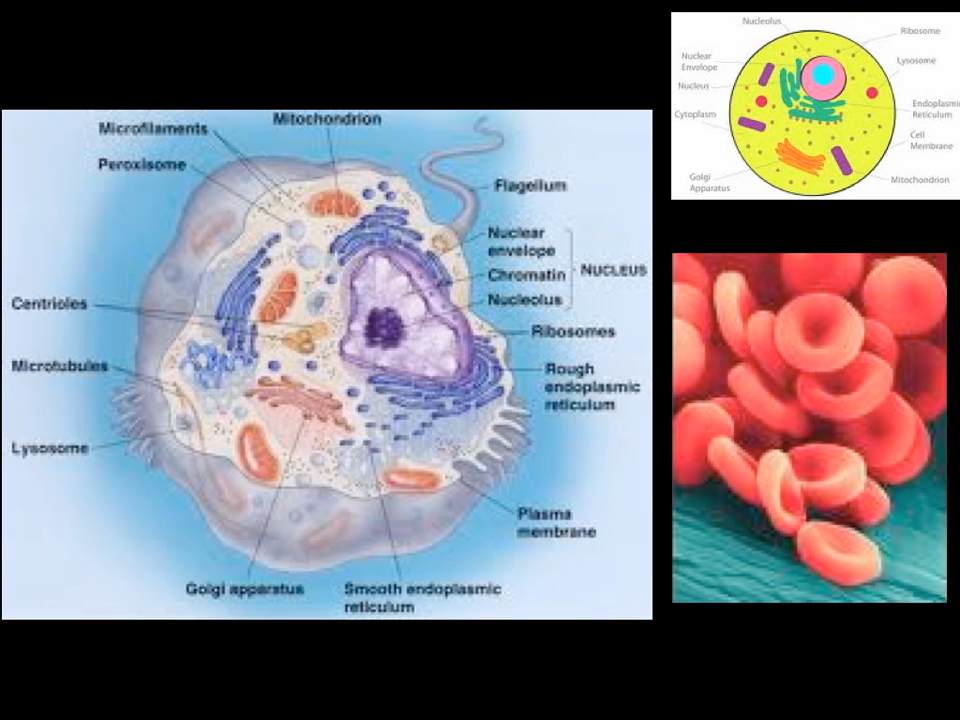 Mitochondrion
Microfilaments
Peroxisome
Flagellum
Nuclear
envelope
Chromatin
NUCLEUS
Nucleolus
Centrioles
Ribosomes
Microtubules
Rough
endoplasmic
reticulum
Lysosome
Plasma
membrane
Golgi apparatus
Smooth endoplasmic
reticulum
Nucleolus
Ribosome
Nuclear
Envelope
Lysosome
Nucleus
Endoplasmi
Reticulum
Cytoplasm
Cell
Membrane
Golgi
Apparatus
Mitochondrion